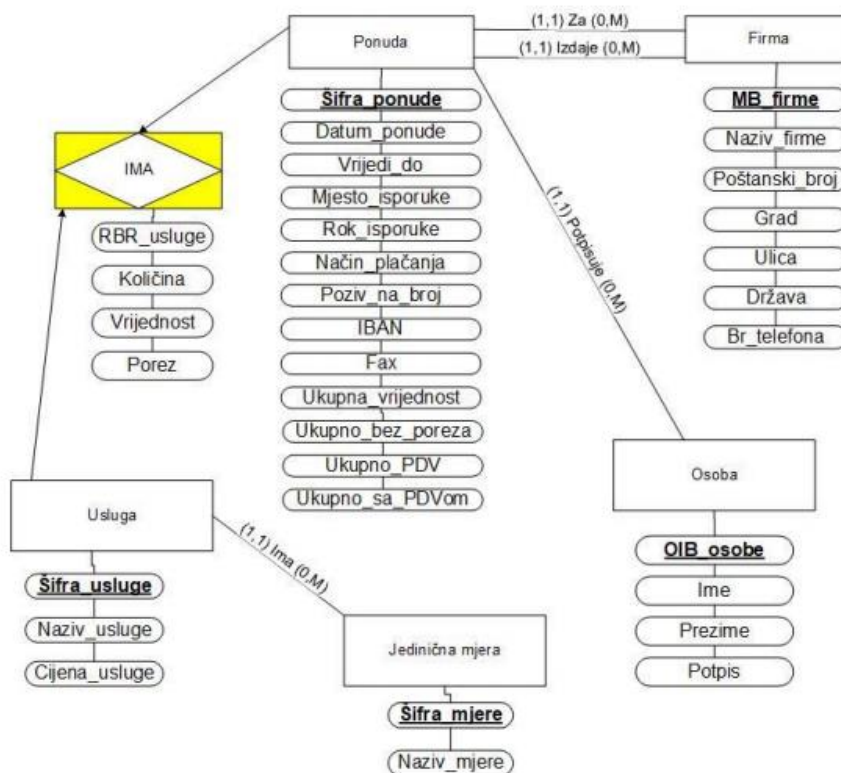 Ponuda
(1,1) Za (0,M)
(1,1) Izdaje (0,M)
Firma
Šifra_ponude
Datum_ponude
Vrijedi_do
Mjesto_isporuke
Rok_isporuke
Način_plačanja
Poziv_na_broj
IBAN
Fax
Ukupna_vrijednost
Ukupno_bez_poreza
Ukupno_PDV
Ukupno_sa_PDVom
MB_firme
Naziv_firme
Poštanski_broj
Grad
Ulica
Država
Br_telefona
IMA
RBR_usluge
Količina
Vrijednost
Porez
(1,1) Potpisuje (0,M)
Osoba
OIB_osobe
Ime
Prezime
Potpis
Usluga
Šifra_usluge
Naziv_usluge
Cijena_usluge
(1,1) Ima (0,M)
Jedinična mjera
Šifra_mjere
Naziv_mjere